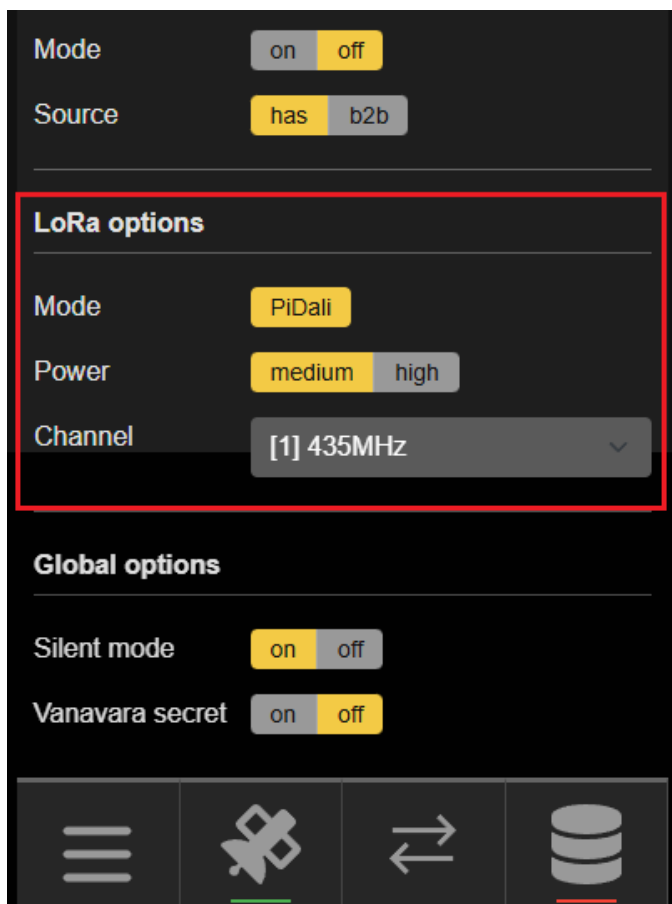 Mode on off
Source has b2b
LoRa options
Mode PiDali
Power medium high
Channel [1] 435MHz
Global options
Silent mode on off
Vanavara secret on off